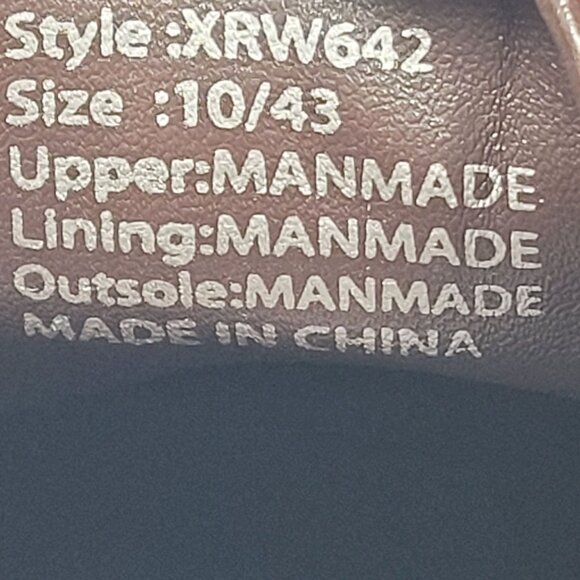 Style :XRW642
Size :10/43
Upper:MANMADE
Lining:MANMADE
Outsole:MANMADE
MADE IN CHINA